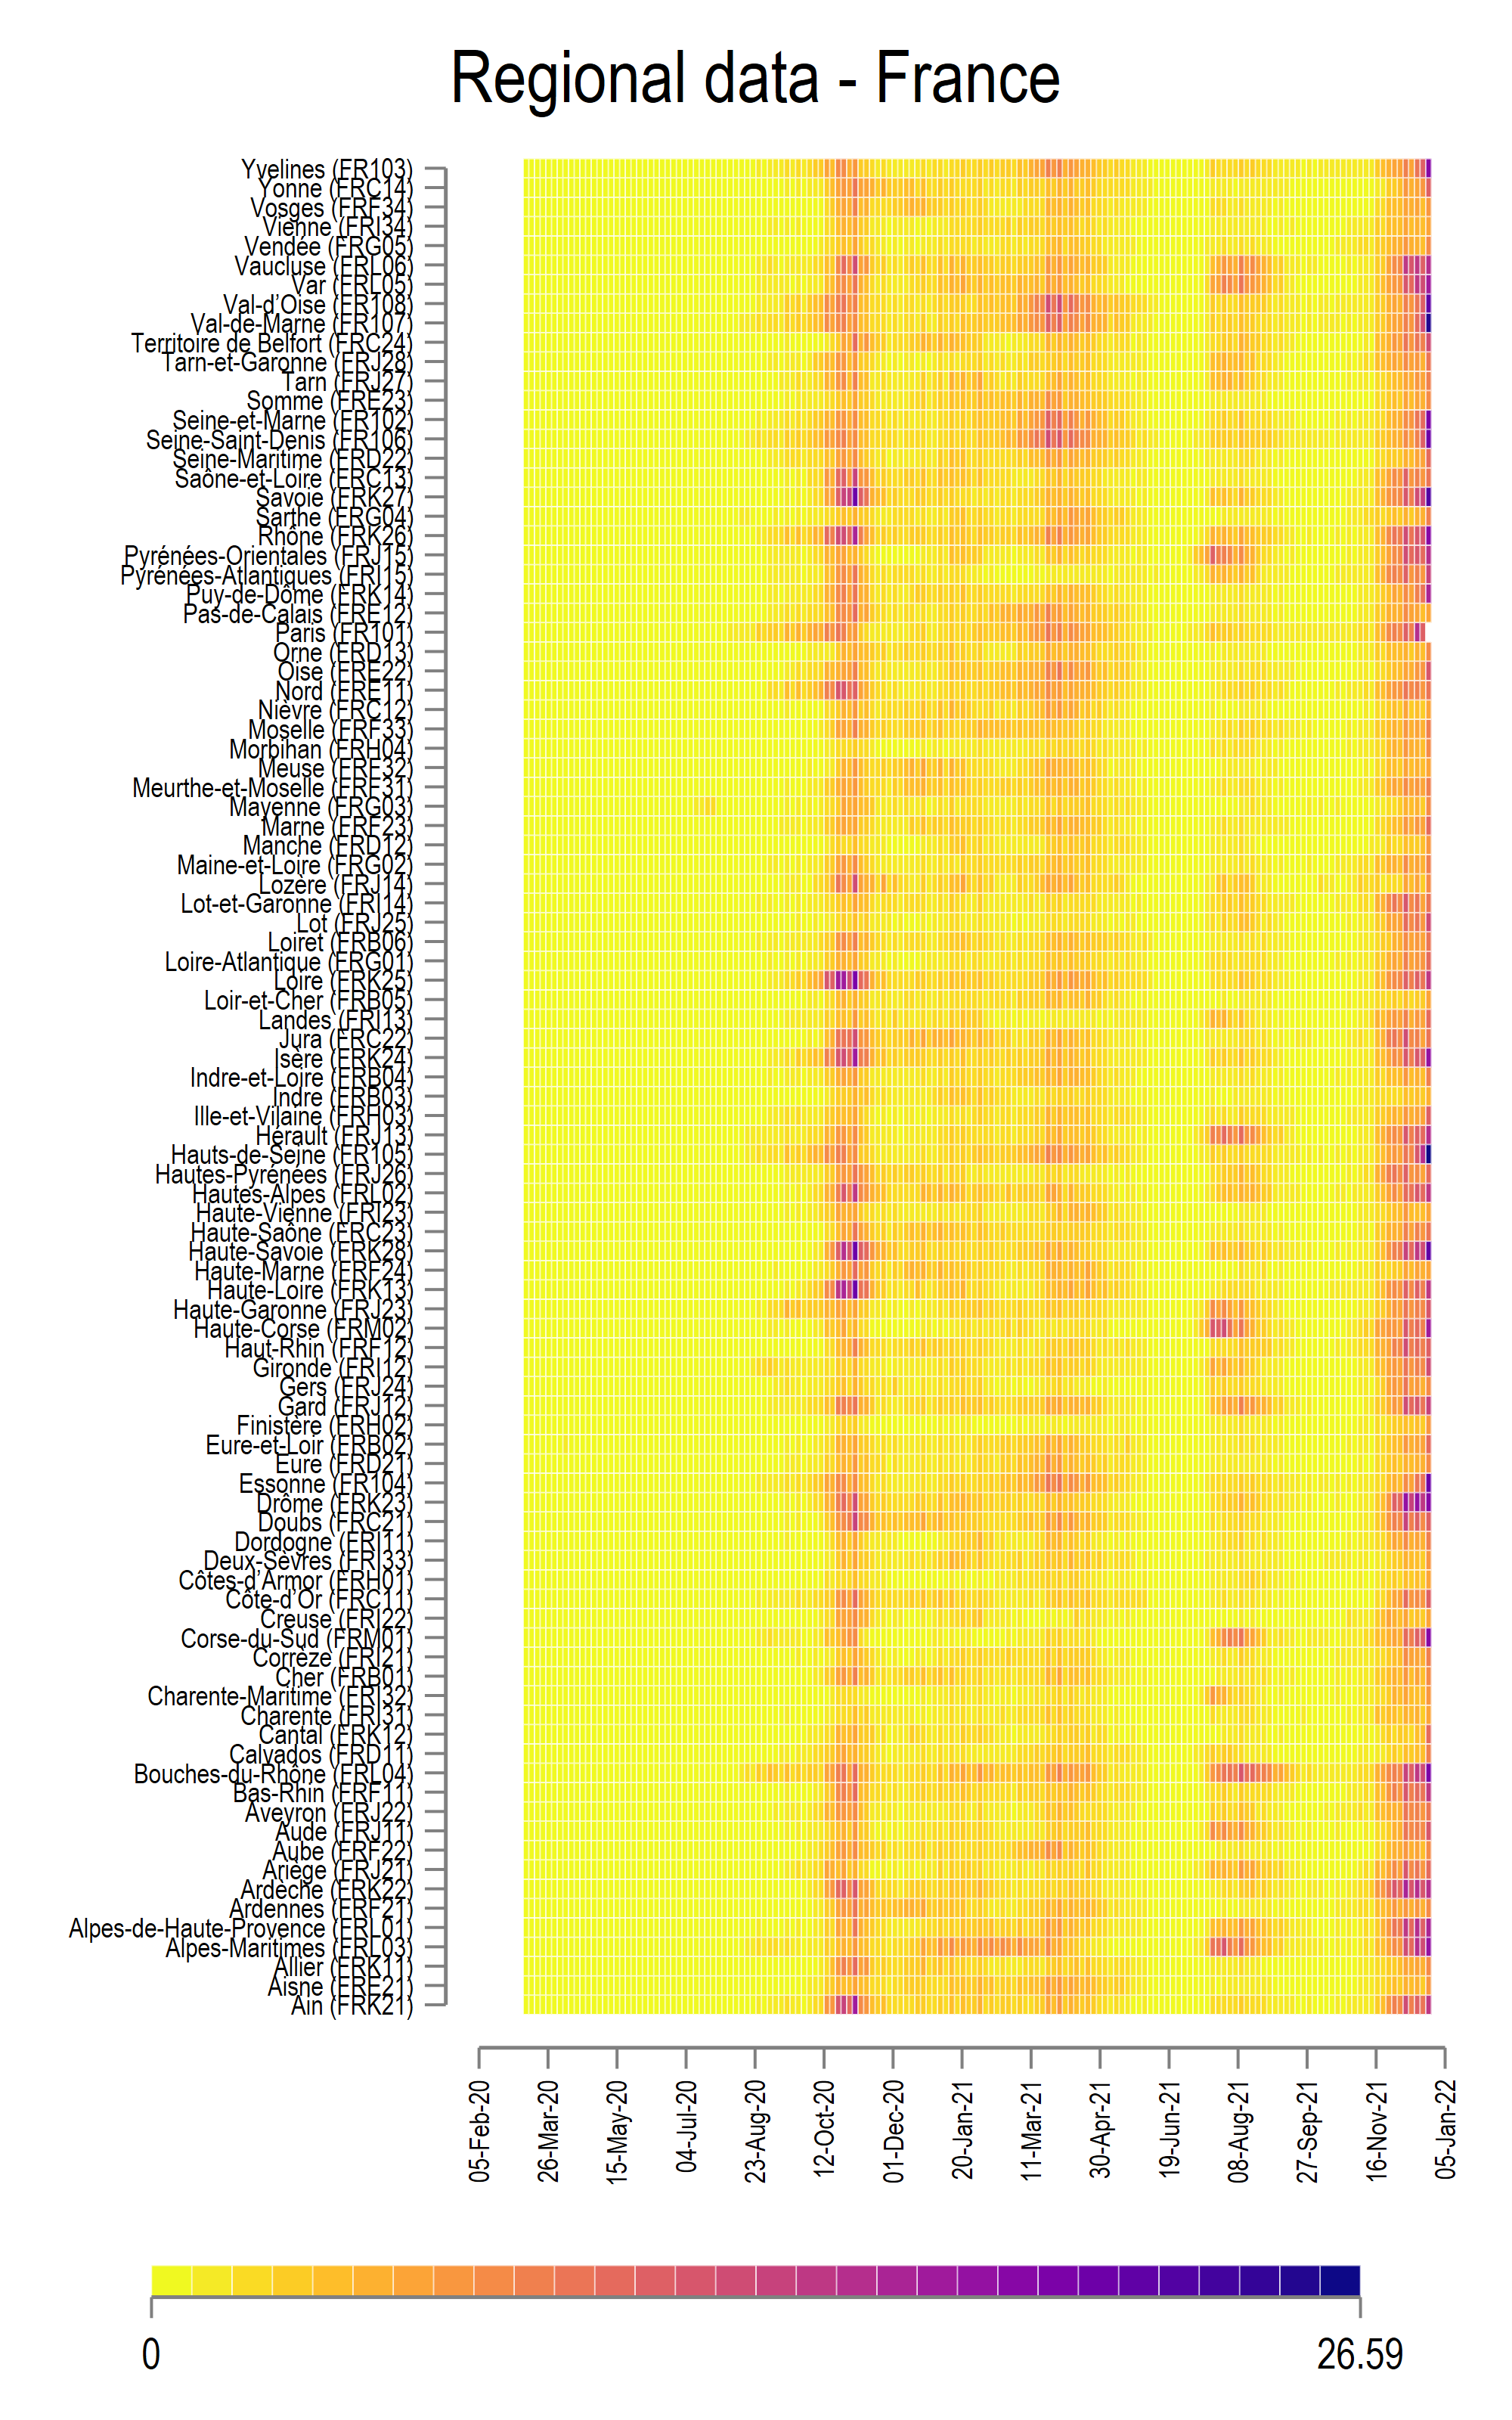 Regional data - France
Yvelines (FR103)
Yonne (FRC14)
Vosges (FRF34)
Vienne (FRI34)
Vendée (FRG05)
Vaucluse (FRL06)
Var (FRL05)
Val-d'Oise (FR108)
Val-de-Marne (FR107)
Territoire de Belfort (FRC24)
Tarn-et-Garonne (FRJ28)
Tarn (FRJ27)
Somme (FRE23)
Seine-et-Marne (FR102)
Seine-Saint-Denis (FR106)
Seine-Maritime (FRD22)
Saône-et-Loire (FRC13)
Savoie (FRK27)
Sarthe (FRG04)
Rhône (FRK26)
Pyrénées-Orientales (FRJ15)
Pyrénées-Atlantiques (FRI15)
Puy-de-Dôme (FRK14)
Pas-de-Calais (FRE12)
Paris (FR101)
Orne (FRD13)
Oise (FRE22)
Nord (FRE11)
Nièvre (FRC12)
Moselle (FRF33)
Morbihan (FRH04)
Meuse (FRF32)
Meurthe-et-Moselle (FRF31)
Mayenne (FRG03)
Marne (FRF23)
Manche (FRD12)
Maine-et-Loire (FRG02)
Lozère (FRJ14)
Lot-et-Garonne (FRI14)
Lot (FRJ25)
Loiret (FRB06)
Loire-Atlantique (FRG01)
Loire (FRK25)
Loir-et-Cher (FRB05)
Landes (FRI13)
Jura (FRC22)
Isère (FRK24)
Indre-et-Loire (FRB04)
Indre (FRB03)
Ille-et-Vilaine (FRH03)
Hérault (FRJ13)
Hauts-de-Seine (FR105)
Hautes-Pyrénées (FRJ26)
Hautes-Alpes (FRL02)
Haute-Vienne (FRI23)
Haute-Saône (FRC23)
Haute-Savoie (FRK28)
Haute-Marne (FRF24)
Haute-Loire (FRK13)
Haute-Garonne (FRJ23)
Haute-Corse (FRM02)
Haut-Rhin (FRF12)
Gironde (FRI12)
Gers (FRJ24)
Gard (FRJ12)
Finistère (FRH02)
Eure-et-Loir (FRB02)
Eure (FRD21)
Essonne (FR104)
Drôme (FRK23)
Doubs (FRC21)
Dordogne (FRI11)
Deux-Sèvres (FRI33)
Côtes-d'Armor (FRH01)
Côte-d'Or (FRC11)
Creuse (FRI22)
Corse-du-Sud (FRM01)
Corrèze (FRI21)
Cher (FRB01)
Charente-Maritime (FRI32)
Charente (FRI31)
Cantal (FRK12)
Calvados (FRD11)
Bouches-du-Rhône (FRL04)
Bas-Rhin (FRF11)
Aveyron (FRJ22)
Aude (FRJ11)
Aube (FRF22)
Ariège (FRJ21)
Ardèche (FRK22)
Ardennes (FRF21)
Alpes-de-Haute-Provence (FRL01)
Alpes-Maritimes (FRL03)
Allier (FRK11)
Aisne (FRE21)
Ain (FRK21)
05-Feb-20
26-Mar-20
15-May-20
04-Jul-20
23-Aug-20
12-Oct-20
01-Dec-20
20-Jan-21
11-Mar-21
30-Apr-21
19-Jun-21
08-Aug-21
27-Sep-21
16-Nov-21
05-Jan-22
0
26.59